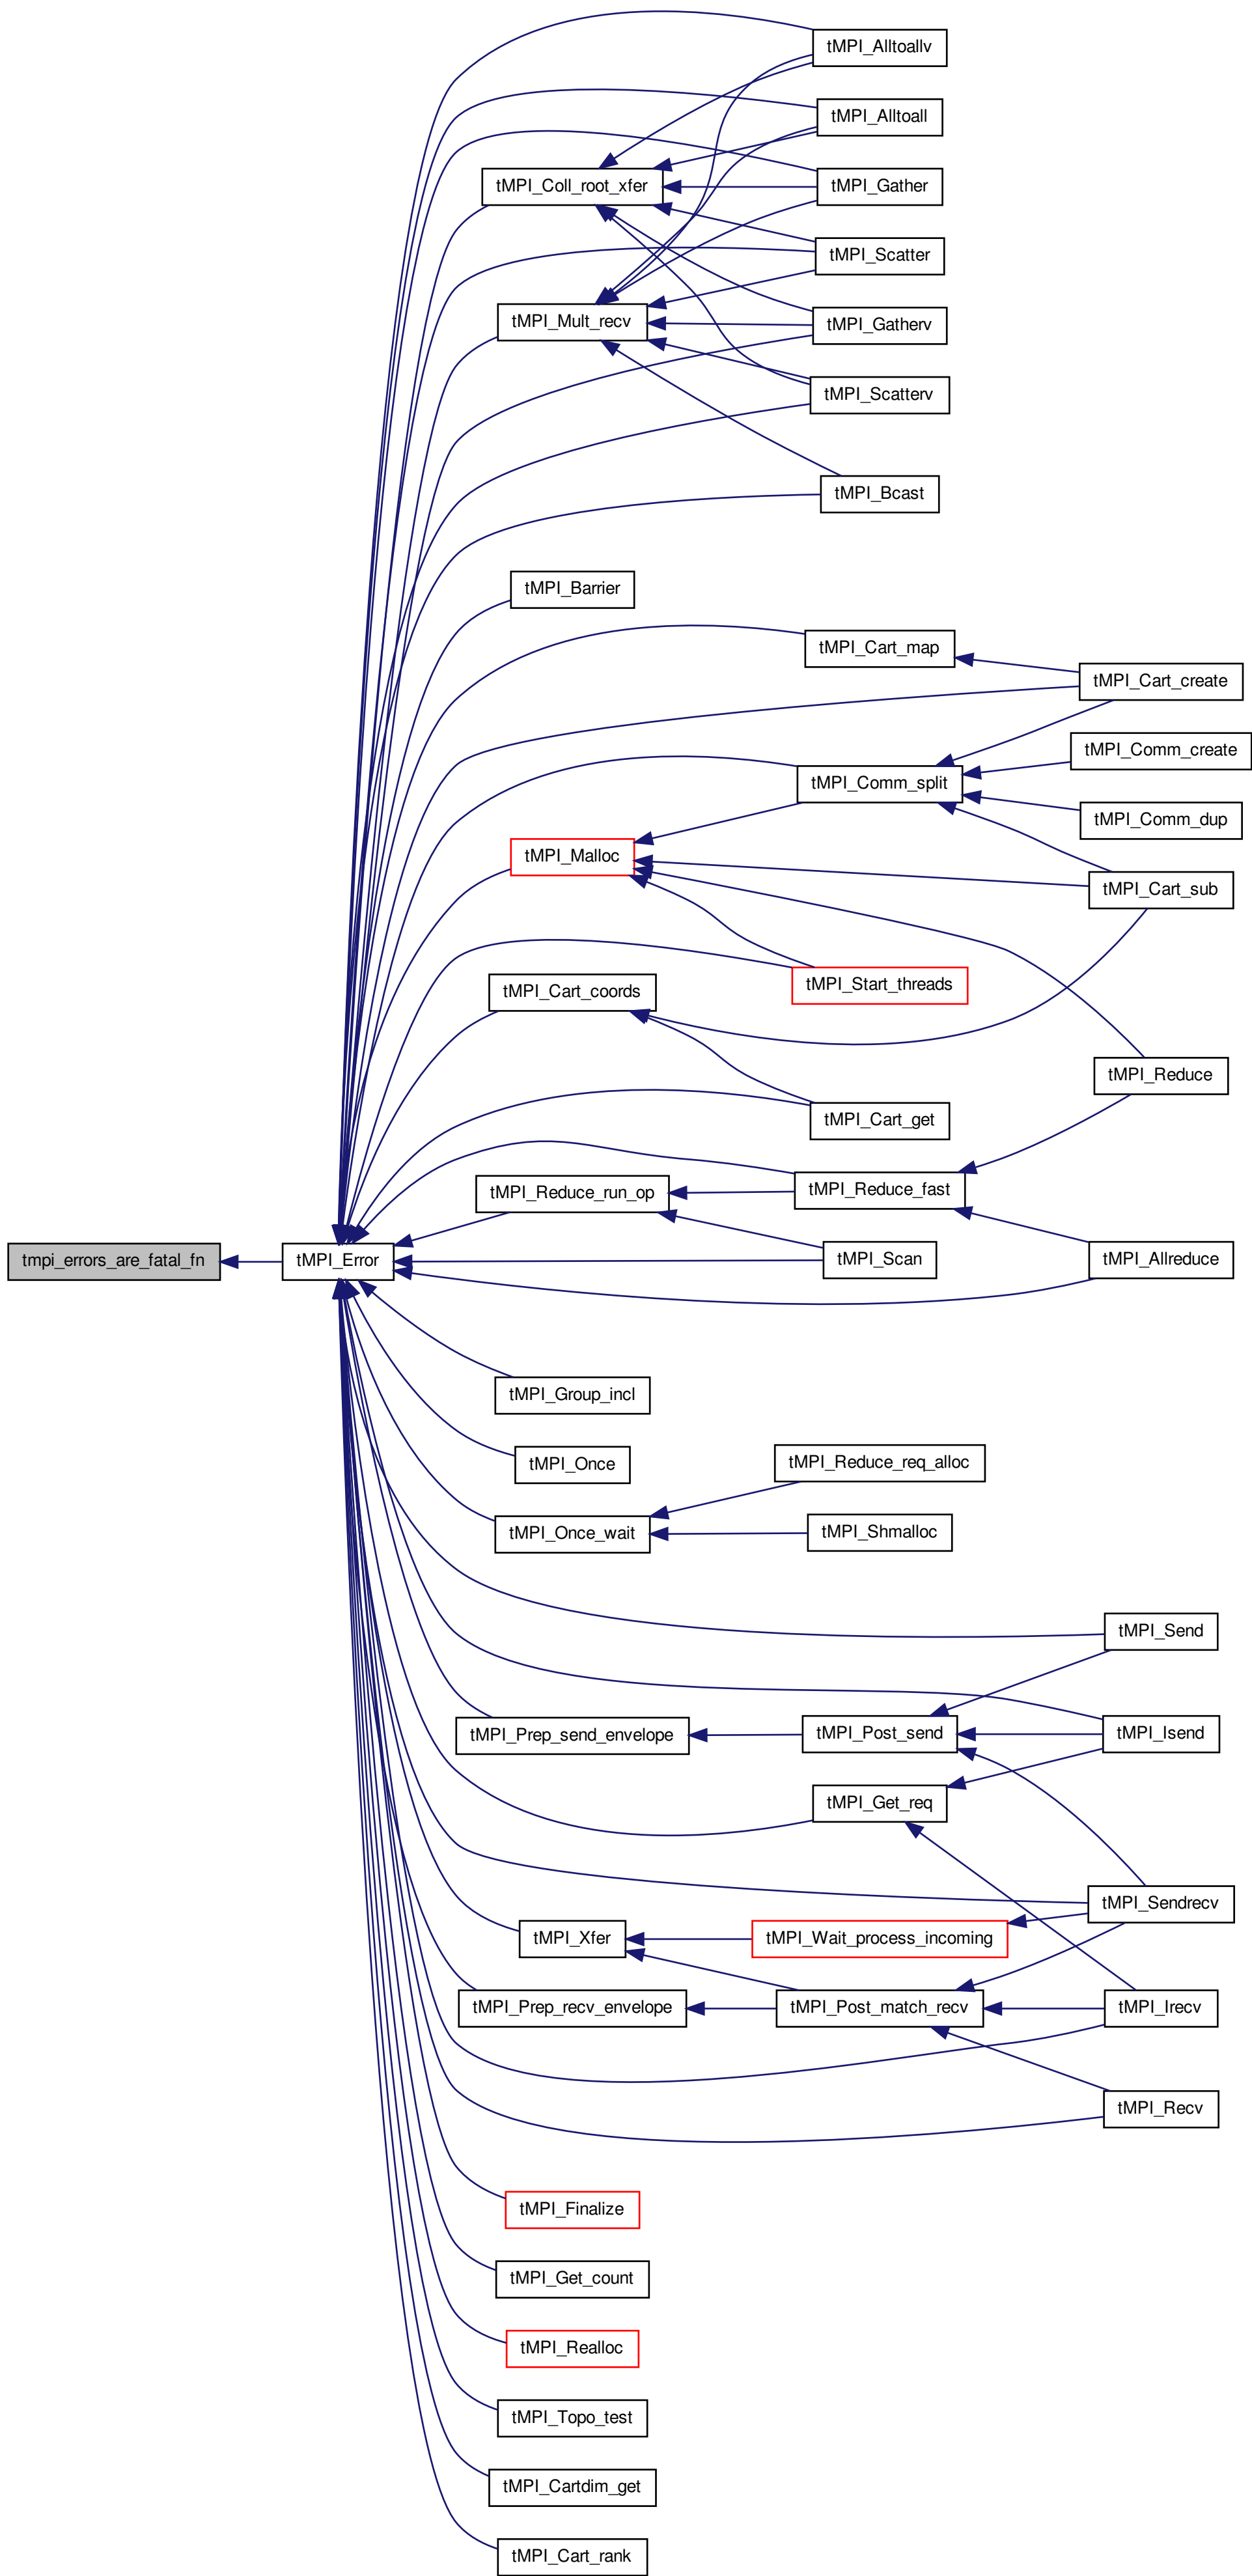 tMPI_Alltoallv
tMPI_Alltoall
tMPI_Coll_root_xfer
tMPI_Gather
tMPI_Scatter
tMPI_Mult_recv
tMPI_Gatherv
tMPI_Scatterv
tMPI_Bcast
tMPI_Barrier
tMPI_Cart_map
tMPI_Cart_create
tMPI_Comm_create
tMPI_Comm_split
tMPI_Comm_dup
tMPI_Malloc
tMPI_Cart_sub
tMPI_Start_threads
tMPI_Cart_coords
tMPI_Reduce
tMPI_Cart_get
tMPI_Reduce_fast
tMPI_Reduce_run_op
tmpi_errors_are_fatal_fn
tMPI_Error
tMPI_Scan
tMPI_Allreduce
tMPI_Group_incl
tMPI_Once
tMPI_Reduce_req_alloc
tMPI_Once_wait
tMPI_Shmalloc
tMPI_Send
tMPI_Prep_send_envelope
tMPI_Post_send
tMPI_Isend
tMPI_Get_req
tMPI_Sendrecv
tMPI_Xfer
tMPI_Wait_process_incoming
tMPI_Prep_recv_envelope
tMPI_Post_match_recv
tMPI_Irecv
tMPI_Recv
tMPI_Finalize
tMPI_Get_count
tMPI_Realloc
tMPI_Topo_test
tMPI_Cartdim_get
tMPI_Cart_rank